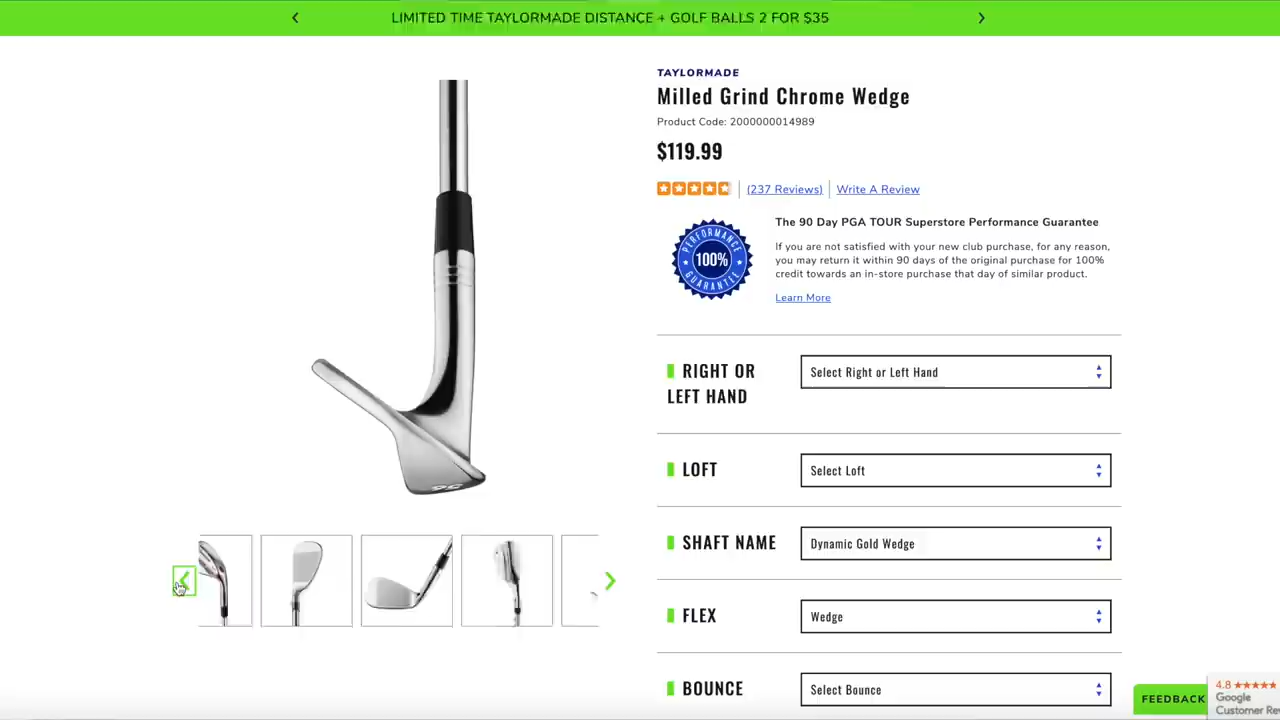 LIMITED TIME TAYLORMADE DISTANCE + GOLF BALLS 2 FOR $35
TAYLORMADE
Milled Grind Chrome Wedge
Product Code: 2000000014989
$119.99
(237 Reviews) Write A Review
The 90 Day PGA TOUR Superstore Performance Guarantee
If you are not satisfied with your new club purchase, for any reason,
you may return it within 90 days of the original purchase for 100%
credit towards an in-store purchase that day of similar product.
Learn More
PERFORMANCE
100%
GUARANTEE
RIGHT OR
LEFT HAND
Select Right or Left Hand
LOFT
Select Loft
SHAFT NAME
Dynamic Gold Wedge
FLEX
Wedge
BOUNCE
Select Bounce
FEEDBACK
4.8
Google
Customer Re